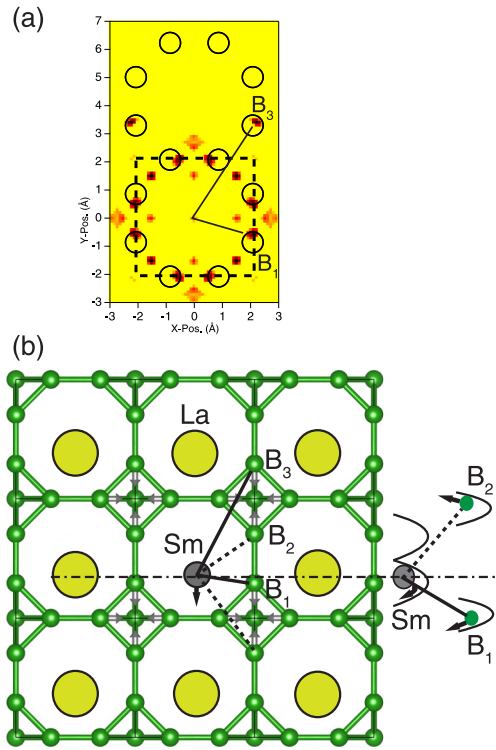 (a)
7
6
5
4
3
2
1
0
-1
-2
-3
Y-Pos. (Å)
B3
B1
-3 -2 -1 0 1 2 3
X-Pos. (Å)
(b)
La
B3
B2
Sm
B2
B1
Sm
B1